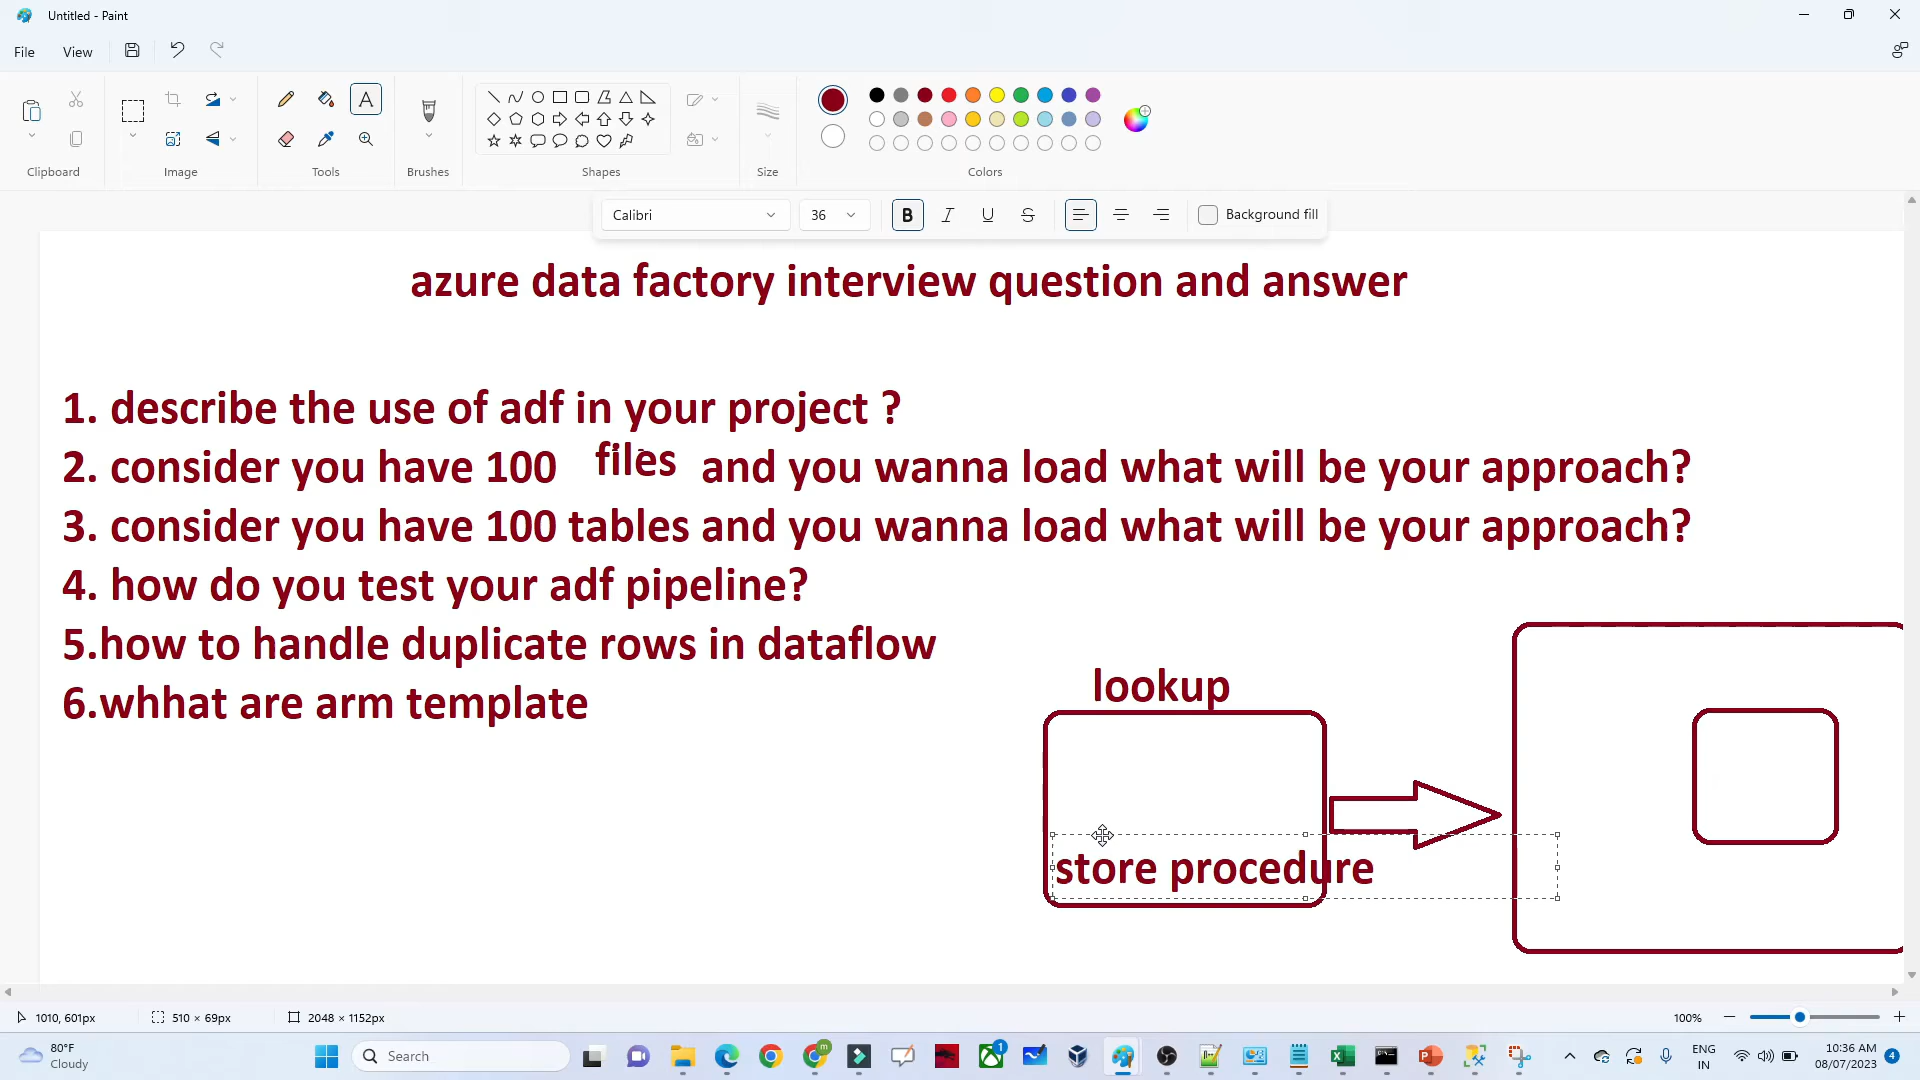 Untitled - Paint
File View
Clipboard Image Tools Brushes Shapes Size Colors
Calibri 36 B I U S Background fill
azure data factory interview question and answer
1. describe the use of adf in your project ?
2. consider you have 100 files and you wanna load what will be your approach?
3. consider you have 100 tables and you wanna load what will be your approach?
4. how do you test your adf pipeline?
5.how to handle duplicate rows in dataflow
6.whhat are arm template
lookup
store procedure
1010, 601px 510 × 69px 2048 × 1152px 100%
80°F
Cloudy
Search
1
m
ENG
IN
10:36 AM
08/07/2023
4